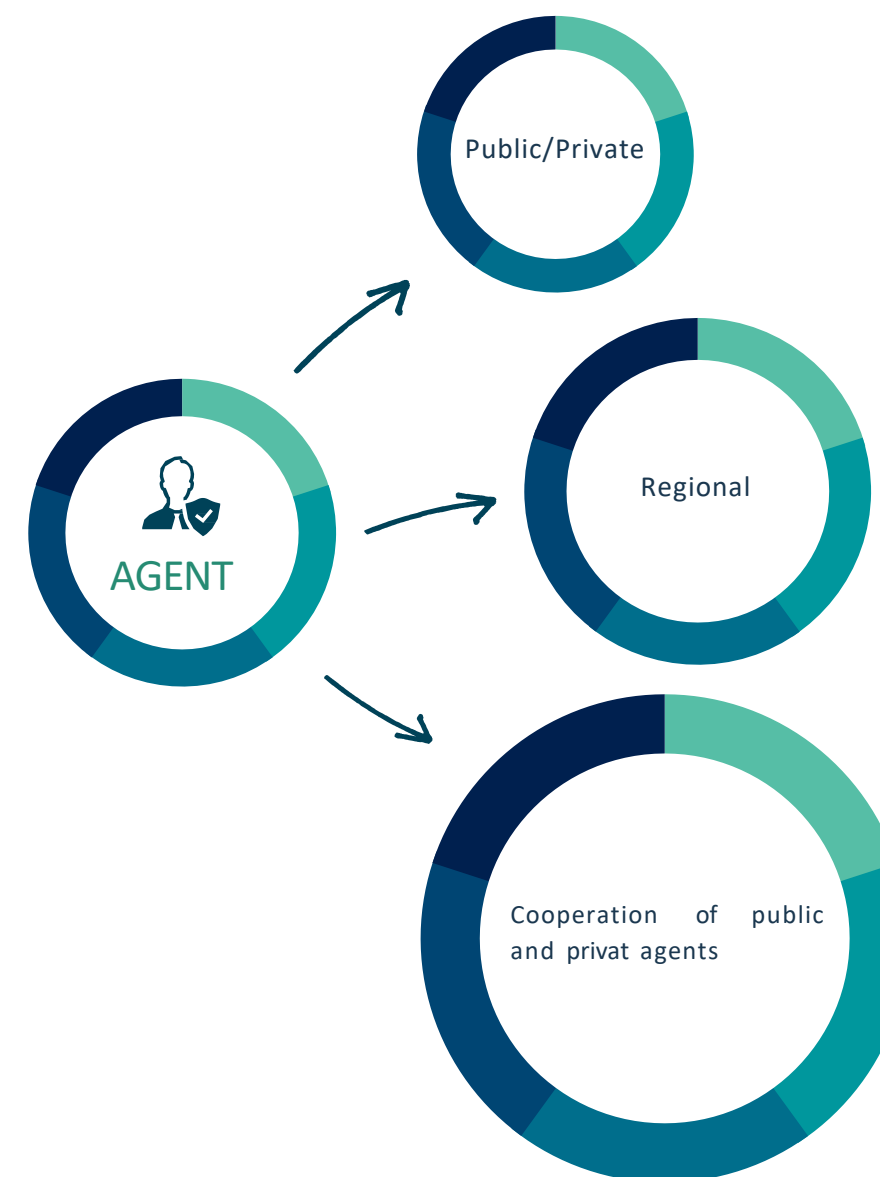 Public/Private
Regional
AGENT
Cooperation of public
and privat agents